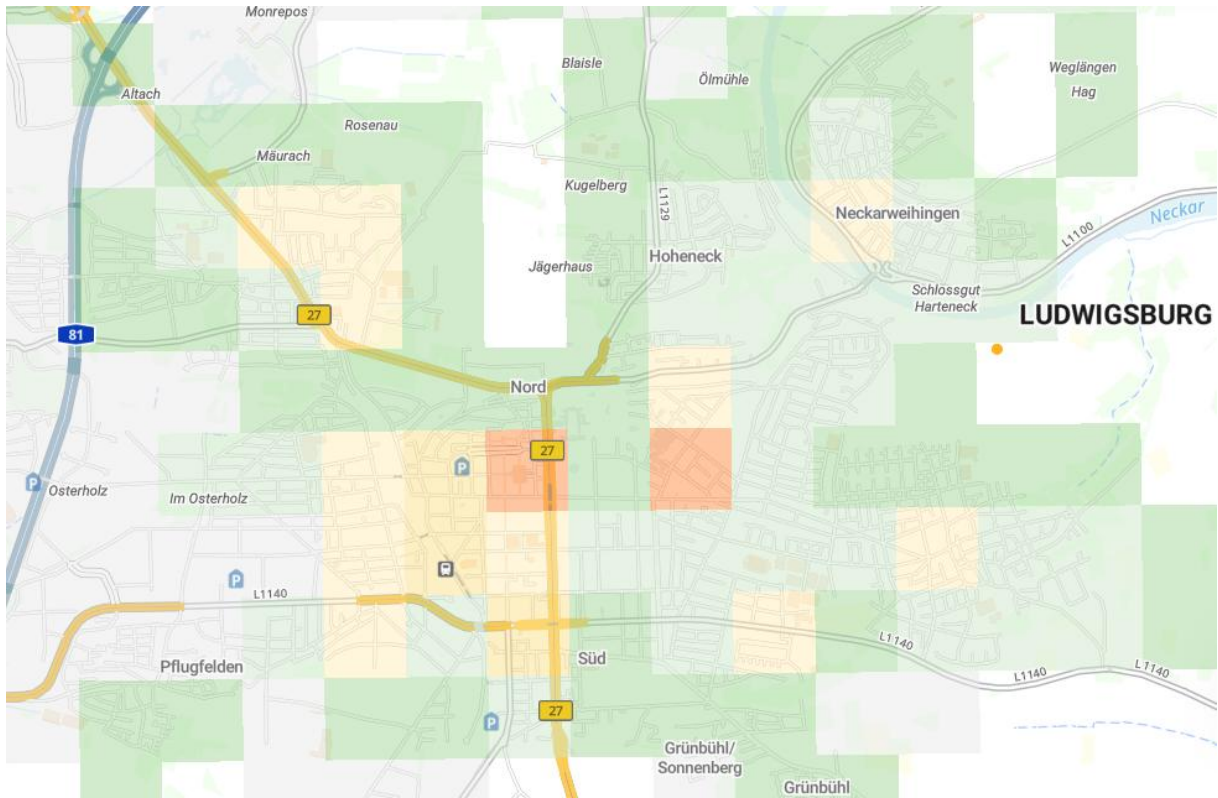 Monrepos
Blaisle
Ölmühle
Weglängen
Hag
Altach
Rosenau
Mäurach
Kugelberg
L1129
Neckarweihingen
Neckar
L1100
Hoheneck
Jägerhaus
Schlossgut
Harteneck
LUDWIGSBURG
27
81
Nord
27
P
P
Osterholz
Im Osterholz
P
L1140
L1140
Süd
Pflugfelden
L1140
L1140
27
P
Grünbühl/
Sonnenberg
Grünbühl